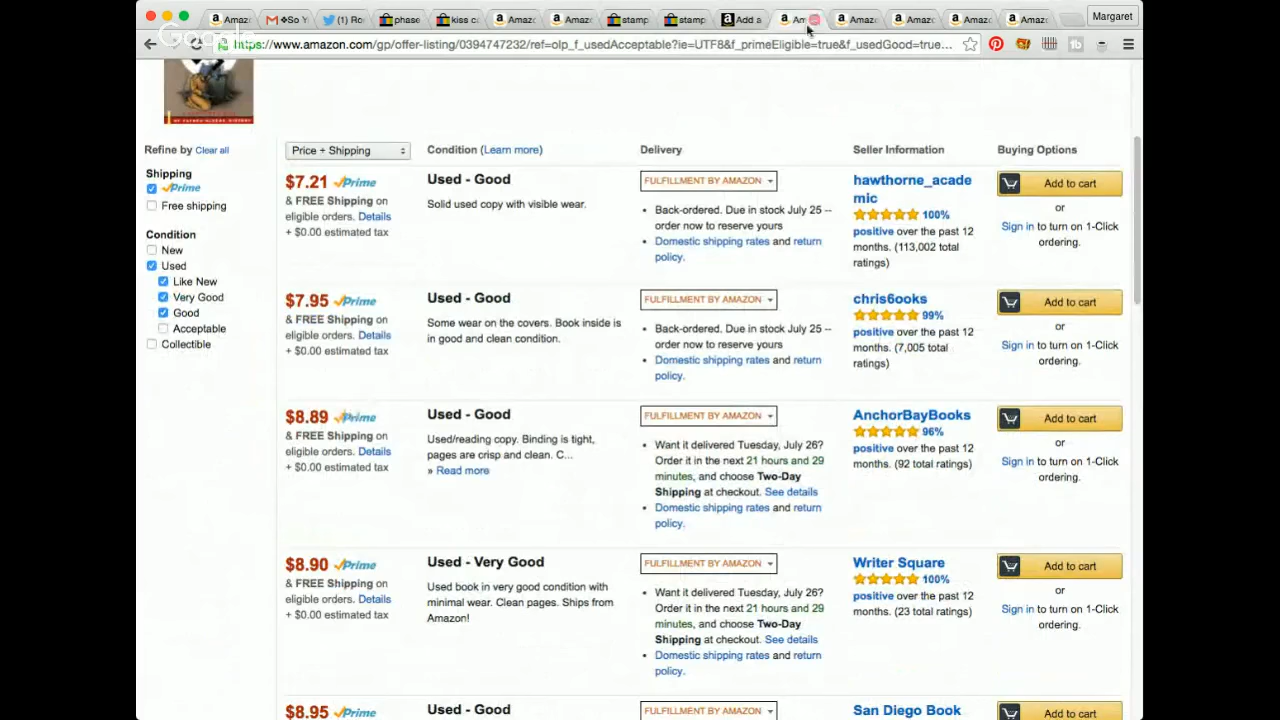 Amaz
So Y
(1) Ro
phase
kiss c
Amaz
Amaz
stamp
stamp
Add a
Am
Amaz
Amaz
Amaz
Amaz
Margaret
Google
https://www.amazon.com/gp/offer-listing/0394747232/ref=olp_f_usedAcceptable?ie=UTF8&f_primeEligible=true&f_usedGood=true...
Refine by Clear all
Shipping
Prime
Free shipping
Condition
New
Used
Like New
Very Good
Good
Acceptable
Collectible
Price + Shipping
Condition (Learn more)
Delivery
Seller Information
Buying Options
$7.21 Prime
& FREE Shipping on
eligible orders. Details
+ $0.00 estimated tax
Used - Good
Solid used copy with visible wear.
FULFILLMENT BY AMAZON
• Back-ordered. Due in stock July 25 --
order now to reserve yours
• Domestic shipping rates and return
policy.
hawthorne_acade
mic
100%
positive over the past 12
months. (113,002 total
ratings)
Add to cart
or
Sign in to turn on 1-Click
ordering.
$7.95 Prime
& FREE Shipping on
eligible orders. Details
+ $0.00 estimated tax
Used - Good
Some wear on the covers. Book inside is
in good and clean condition.
FULFILLMENT BY AMAZON
• Back-ordered. Due in stock July 25 --
order now to reserve yours
• Domestic shipping rates and return
policy.
chris6ooks
99%
positive over the past 12
months. (7,005 total
ratings)
Add to cart
or
Sign in to turn on 1-Click
ordering.
$8.89 Prime
& FREE Shipping on
eligible orders. Details
+ $0.00 estimated tax
Used - Good
Used/reading copy. Binding is tight,
pages are crisp and clean. C...
» Read more
FULFILLMENT BY AMAZON
• Want it delivered Tuesday, July 26?
Order it in the next 21 hours and 29
minutes, and choose Two-Day
Shipping at checkout. See details
• Domestic shipping rates and return
policy.
AnchorBayBooks
96%
positive over the past 12
months. (92 total ratings)
Add to cart
or
Sign in to turn on 1-Click
ordering.
$8.90 Prime
& FREE Shipping on
eligible orders. Details
+ $0.00 estimated tax
Used - Very Good
Used book in very good condition with
minimal wear. Clean pages. Ships from
Amazon!
FULFILLMENT BY AMAZON
• Want it delivered Tuesday, July 26?
Order it in the next 21 hours and 29
minutes, and choose Two-Day
Shipping at checkout. See details
• Domestic shipping rates and return
policy.
Writer Square
100%
positive over the past 12
months. (23 total ratings)
Add to cart
or
Sign in to turn on 1-Click
ordering.
$8.95 Prime
Used - Good
FULFILLMENT BY AMAZON
San Diego Book
Add to cart